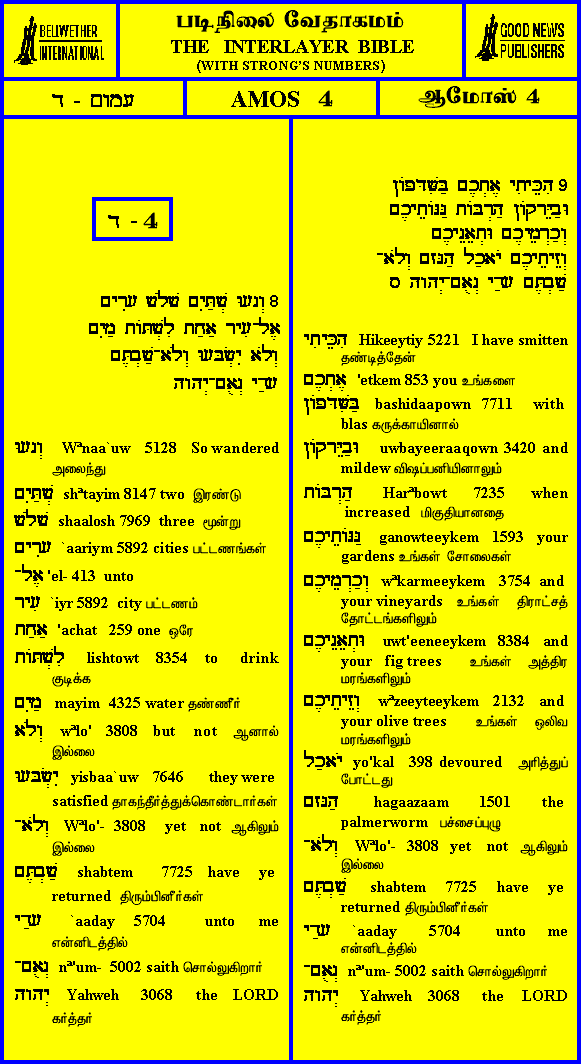 BELLWETHER
INTERNATIONAL
படிநிலை வேதாகமம்
THE INTERLAYER BIBLE
(WITH STRONG'S NUMBERS)
GOOD NEWS
PUBLISHERS
עמוס - ד
AMOS 4
ஆமோஸ் 4
ד - 4
8 וְנָעוּ שְׁתַּיִם שָׁלֹשׁ עָרִים
אֶל־עִיר אַחַת לִשְׁתּוֹת מַיִם
וְלֹא יִשְׂבָּעוּ וְלֹא־שַׁבְתֶּם
עָדַי נְאֻם־יְהוָה
וְנָעוּ Wªnaa`uw 5128 So wandered
அலைந்து
שְׁתַּיִם shªtayim 8147 two இரண்டு
שָׁלֹשׁ shaalosh 7969 three மூன்று
עָרִים `aariym 5892 cities பட்டணங்கள்
אֶל־ 'el- 413 unto
עִיר `iyr 5892 city பட்டணம்
אַחַת 'achat 259 one ஒரே
לִשְׁתּוֹת lishtowt 8354 to drink
குடிக்க
מַיִם mayim 4325 water தண்ணீர்
וְלֹא wªlo' 3808 but not ஆனால்
இல்லை
יִשְׂבָּעוּ yisbaa`uw 7646 they were
satisfied தாகந்தீர்த்துக்கொண்டார்கள்
וְלֹא־ Wªlo'- 3808 yet not ஆகிலும்
இல்லை
שַׁבְתֶּם shabtem 7725 have ye
returned திரும்பினீர்கள்
עָדַי `aaday 5704 unto me
என்னிடத்தில்
נְאֻם־ nª'um- 5002 saith சொல்லுகிறார்
יְהוָה Yahweh 3068 the LORD
கர்த்தர்
9 הִכֵּיתִי אֶתְכֶם בַּשִּׁדָּפוֹן
וּבַיֵּרָקוֹן הַרְבּוֹת גַּנּוֹתֵיכֶם
וְכַרְמֵיכֶם וּתְאֵנֵיכֶם
וְזֵיתֵיכֶם יֹאכַל הַגָּזָם וְלֹא־
שַׁבְתֶּם עָדַי נְאֻם־יְהוָה ס
הִכֵּיתִי Hikeeytiy 5221 I have smitten
தண்டித்தேன்
אֶתְכֶם 'etkem 853 you உங்களை
בַּשִּׁדָּפוֹן bashidaapown 7711 with
blas கருக்காயினால்
וּבַיֵּרָקוֹן uwbayeeraaqown 3420 and
mildew விஷப்பனியினாலும்
הַרְבּוֹת Harªbowt 7235 when
increased மிகுதியானதை
גַּנּוֹתֵיכֶם ganowteeykem 1593 your
gardens உங்கள் சோலைகள்
וְכַרְמֵיכֶם wªkarmeeykem 3754 and
your vineyards உங்கள் திராட்சத்
தோட்டங்களிலும்
וּתְאֵנֵיכֶם uwt'eeneeykem 8384 and
your fig trees உங்கள் அத்திர
மரங்களிலும்
וְזֵיתֵיכֶם wªzeeyteeykem 2132 and
your olive trees உங்கள் ஒலிவ
மரங்களிலும்
יֹאכַל yo'kal 398 devoured அரித்துப்
போட்டது
הַגָּזָם hagaazaam 1501 the
palmerworm பச்சைப்புழு
וְלֹא־ Wªlo'- 3808 yet not ஆகிலும்
இல்லை
שַׁבְתֶּם shabtem 7725 have ye
returned திரும்பினீர்கள்
עָדַי `aaday 5704 unto me
என்னிடத்தில்
נְאֻם־ nª'um- 5002 saith சொல்லுகிறார்
יְהוָה Yahweh 3068 the LORD
கர்த்தர்